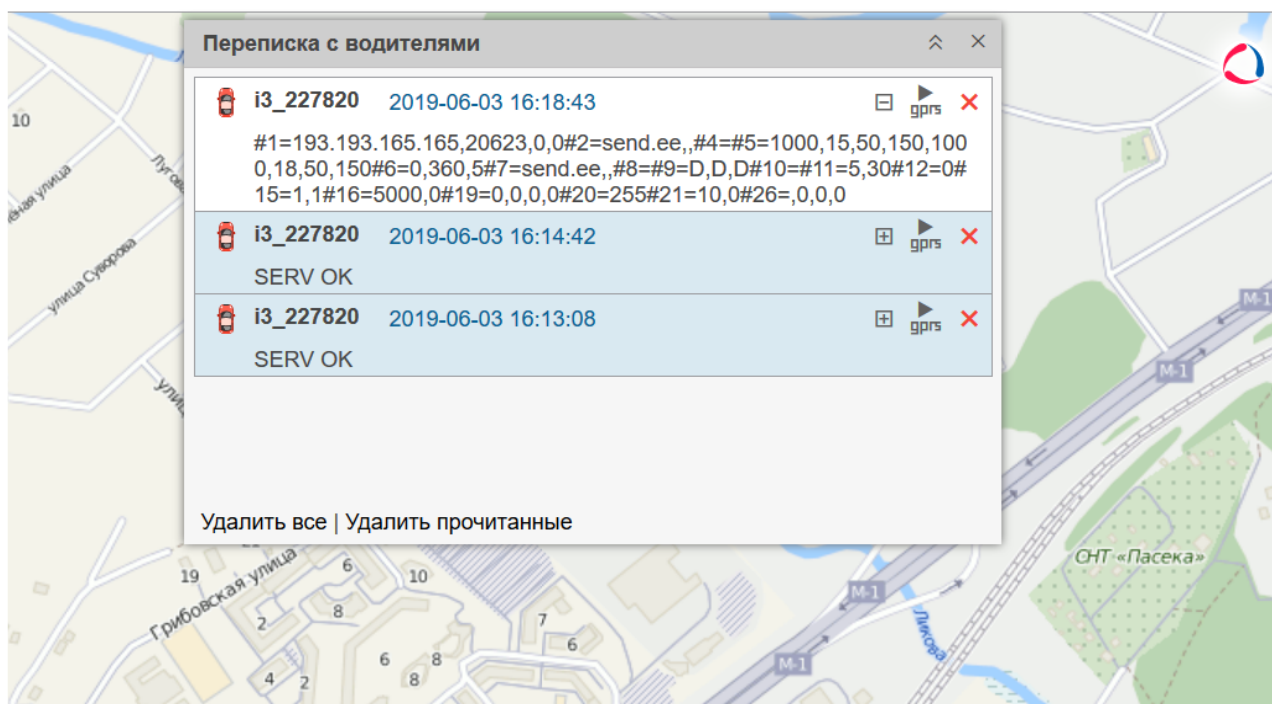 Переписка с водителями
i3_227820 2019-06-03 16:18:43 gprs
#1=193.193.165.165,20623,0,0#2=send.ee,,#4=#5=1000,15,50,150,100
0,18,50,150#6=0,360,5#7=send.ee,,#8=#9=D,D,D#10=#11=5,30#12=0#
15=1,1#16=5000,0#19=0,0,0,0#20=255#21=10,0#26=,0,0,0
i3_227820 2019-06-03 16:14:42 gprs
SERV OK
i3_227820 2019-06-03 16:13:08 gprs
SERV OK
Удалить все | Удалить прочитанные
10
улица Суворова
M-1
M-1
СНТ «Пасека»
19
Грибовская улица
6
10
8
2
7
6
M-1
Ликова
6
8
4
2
8
M-1